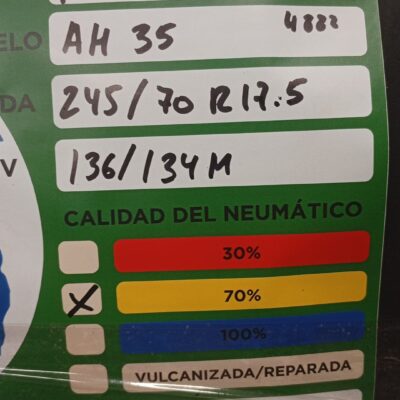 ELO AH 35 4882
DA 245/70 R17.5
V 136/134 M
CALIDAD DEL NEUMÁTICO
30%
X 70%
100%
VULCANIZADA/REPARADA